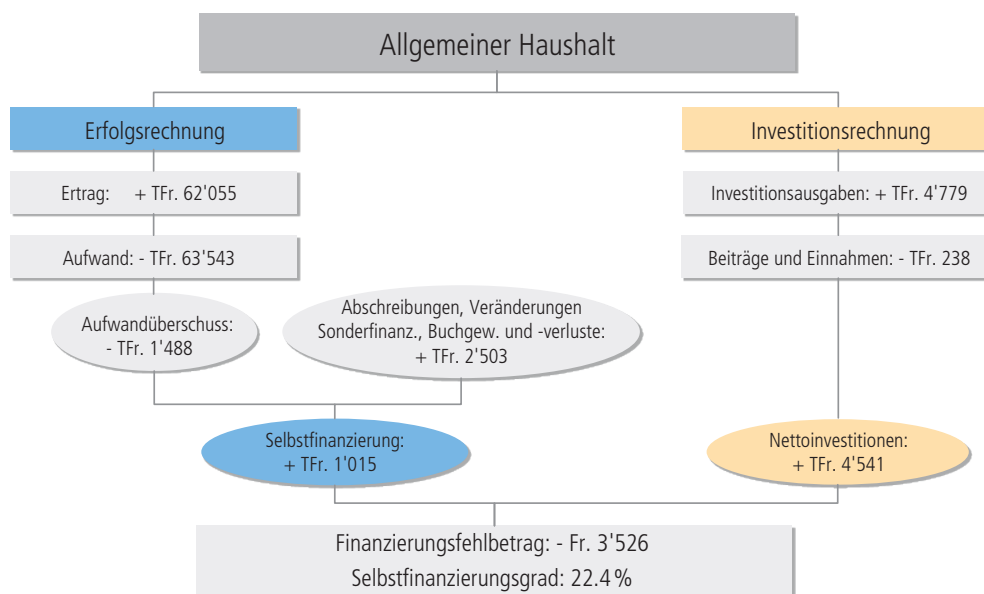 Allgemeiner Haushalt
Erfolgsrechnung
Ertrag: + TFr. 62'055
Aufwand: - TFr. 63'543
Aufwandüberschuss:
- TFr. 1'488
Abschreibungen, Veränderungen
Sonderfinanz., Buchgew. und -verluste:
+ TFr. 2'503
Selbstfinanzierung:
+ TFr. 1'015
Investitionsrechnung
Investitionsausgaben: + TFr. 4'779
Beiträge und Einnahmen: - TFr. 238
Nettoinvestitionen:
+ TFr. 4'541
Finanzierungsfehlbetrag: - Fr. 3'526
Selbstfinanzierungsgrad: 22.4 %